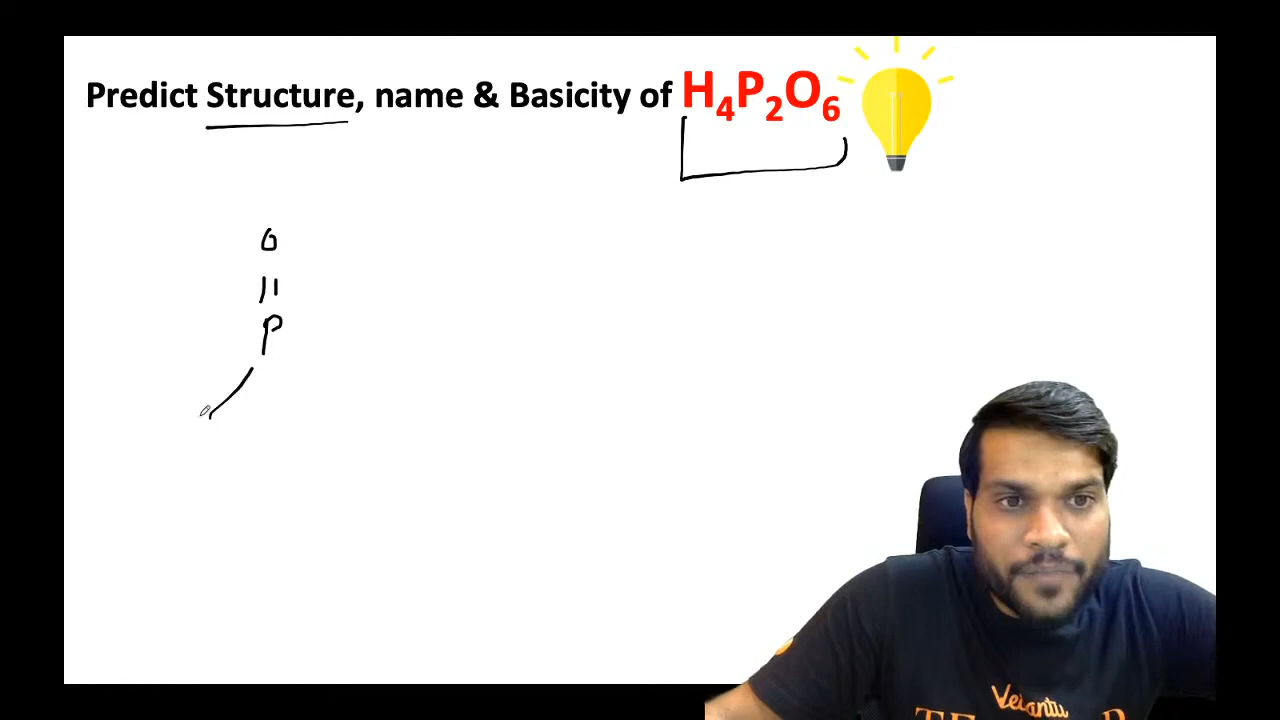 Predict Structure, name & Basicity of H₄P₂O₆
O
||
P
Vedantu